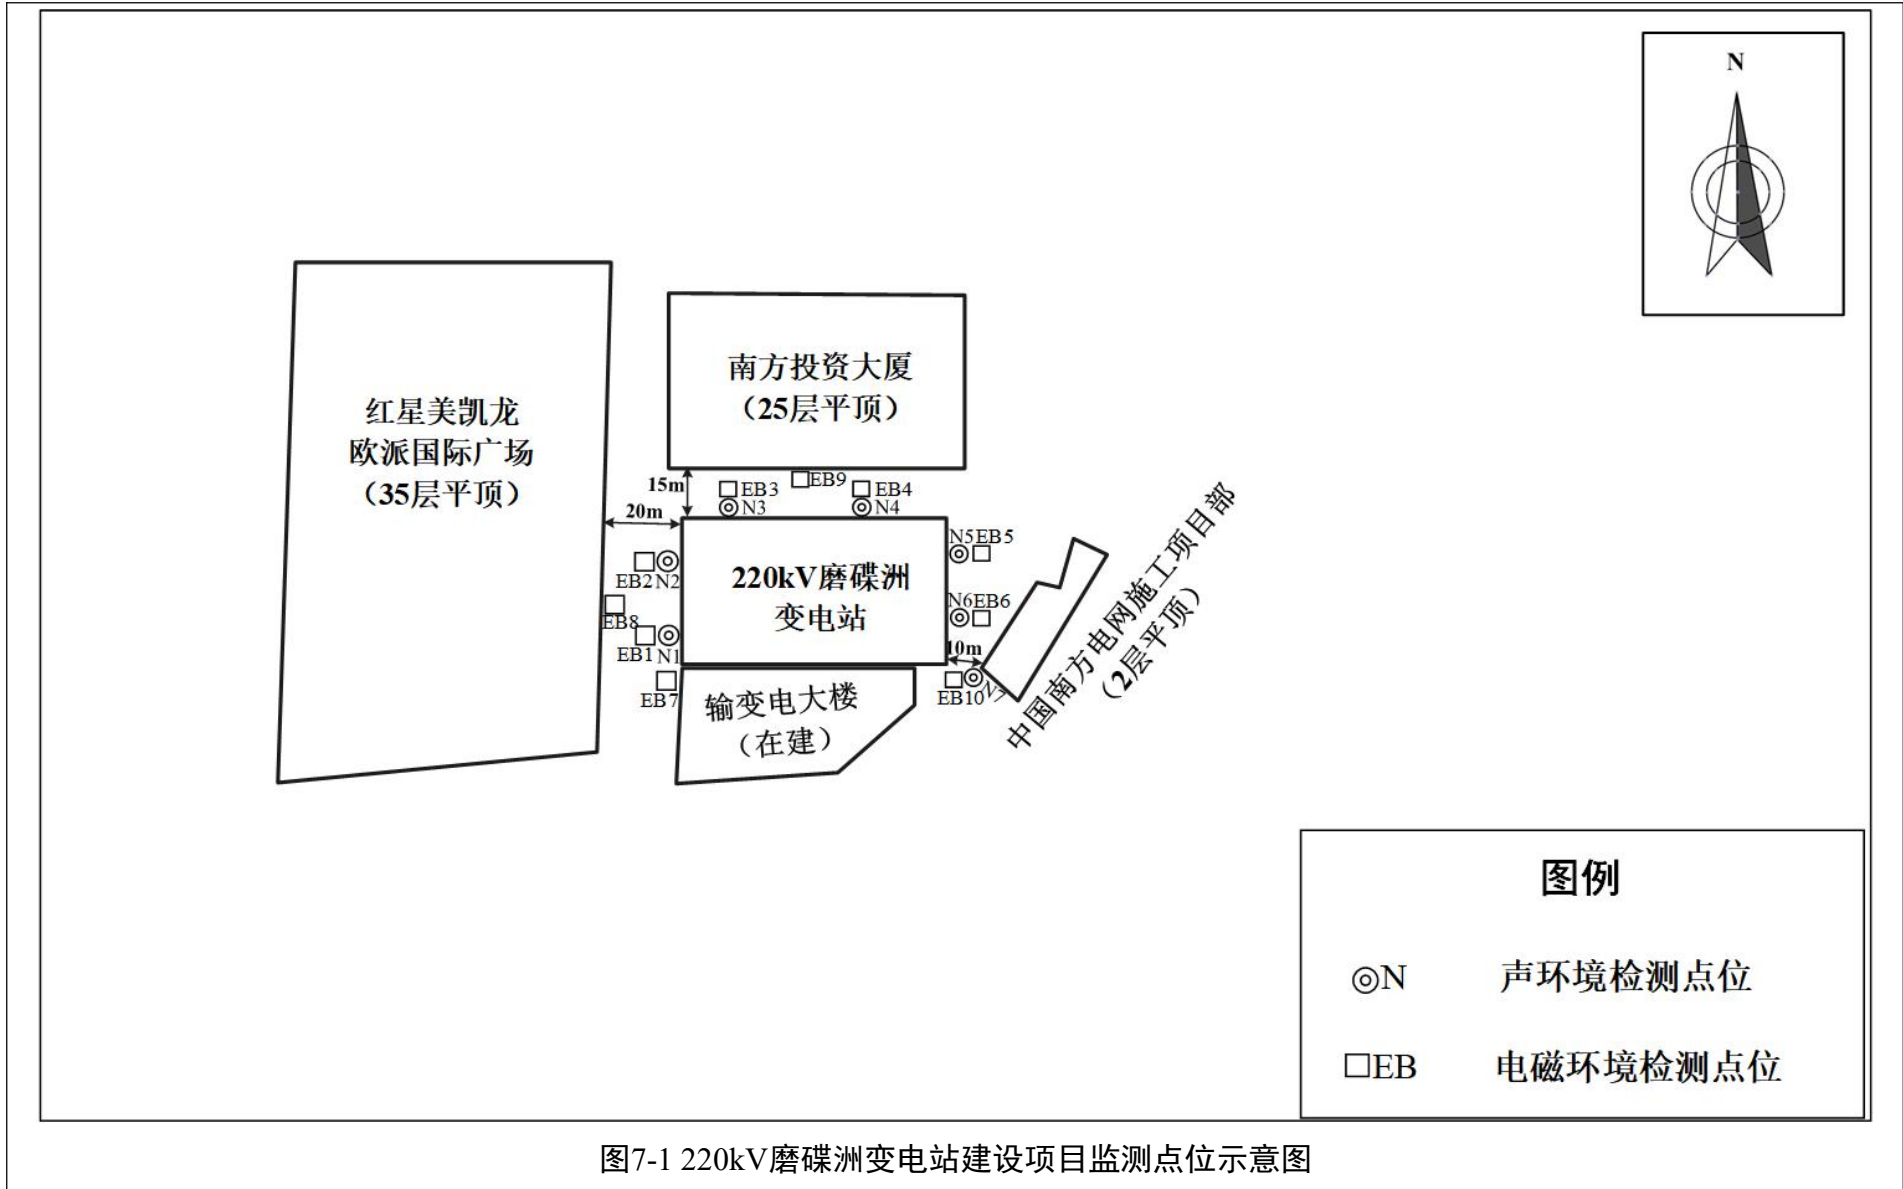 N
南方投资大厦
（25层平顶）
红星美凯龙
欧派国际广场
（35层平顶）
15m
EB3
EB9
EB4
N3
N4
20m
N5EB5
EB2N2
220kV磨碟洲
变电站
N6EB6
EB8
EB1N1
10m
EB7
EB10
N7
输变电大楼
（在建）
中国南方电网施工项目部
（2层平顶）
图例
N
声环境检测点位
EB
电磁环境检测点位
图7-1 220kV磨碟洲变电站建设项目监测点位示意图